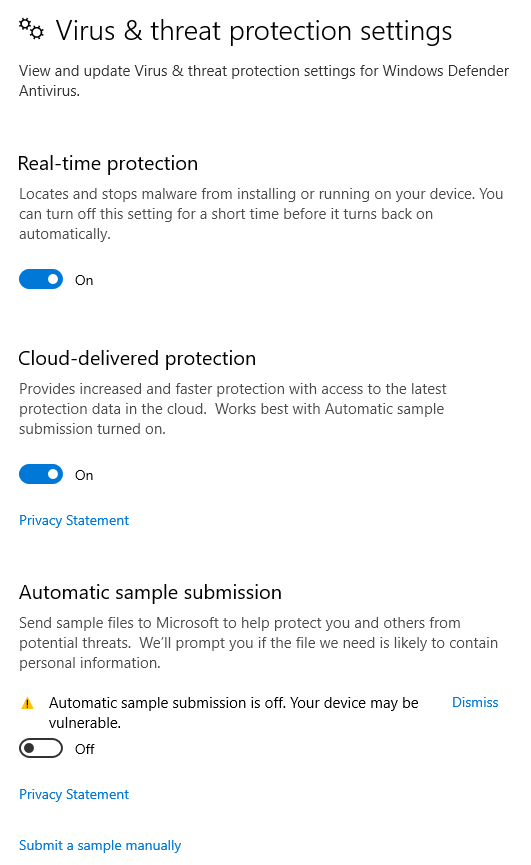 Virus & threat protection settings
View and update Virus & threat protection settings for Windows Defender
Antivirus.
Real-time protection
Locates and stops malware from installing or running on your device. You
can turn off this setting for a short time before it turns back on
automatically.
On
Cloud-delivered protection
Provides increased and faster protection with access to the latest
protection data in the cloud.  Works best with Automatic sample
submission turned on.
On
Privacy Statement
Automatic sample submission
Send sample files to Microsoft to help protect you and others from
potential threats.  We'll prompt you if the file we need is likely to contain
personal information.
Automatic sample submission is off. Your device may be Dismiss
vulnerable.
Off
Privacy Statement
Submit a sample manually